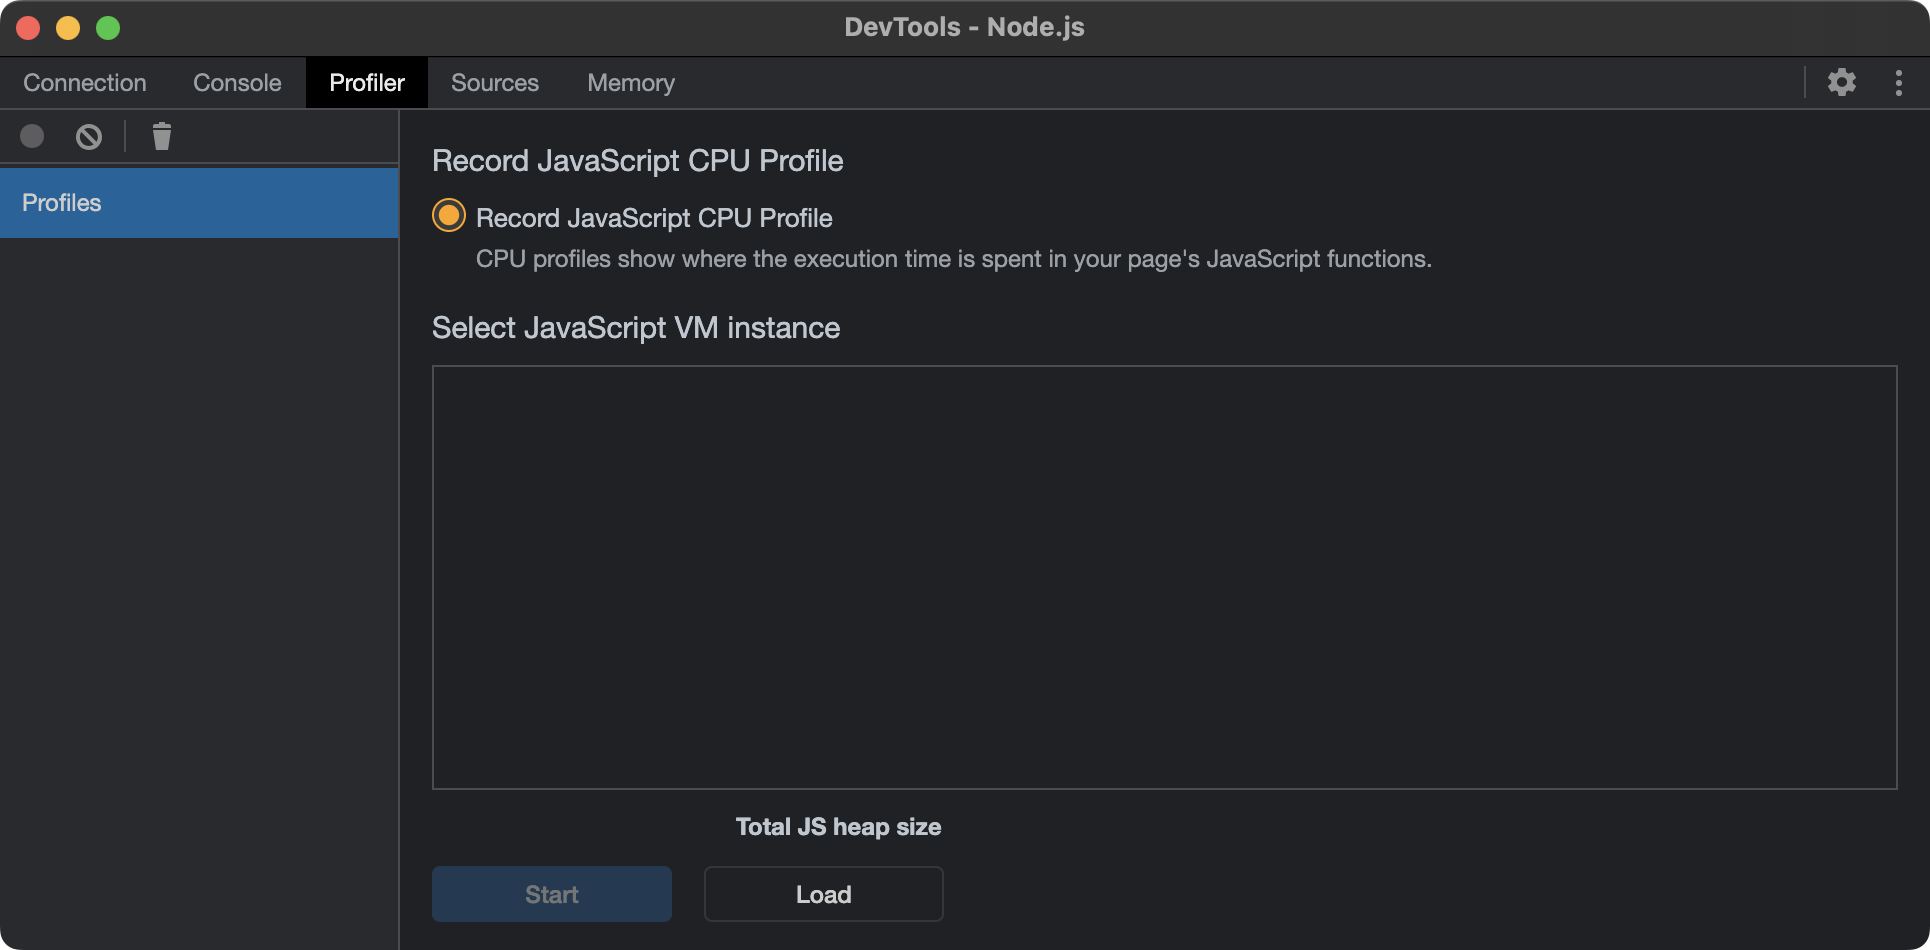 DevTools - Node.js
Connection Console Profiler Sources Memory
Profiles
Record JavaScript CPU Profile
Record JavaScript CPU Profile
CPU profiles show where the execution time is spent in your page's JavaScript functions.
Select JavaScript VM instance
Total JS heap size
Start Load